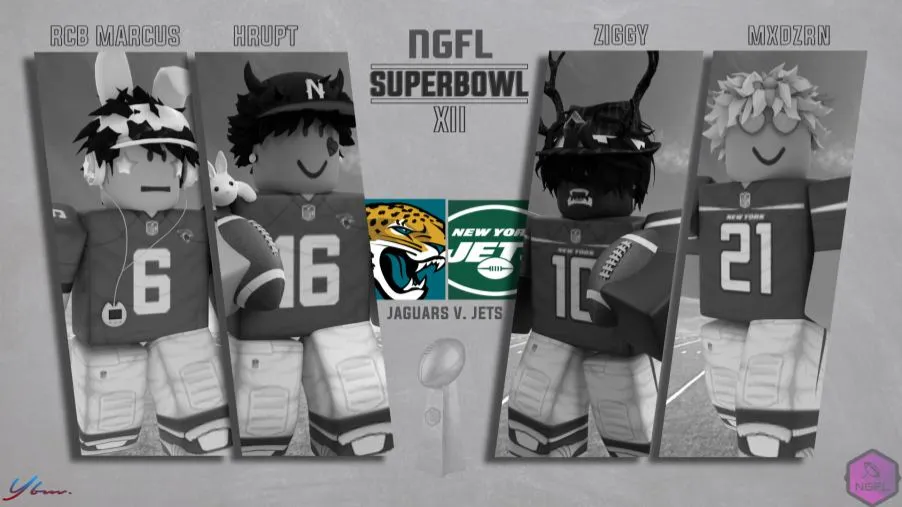 RCB MARCUS
HRUPT
NGFL
SUPERBOWL
XII
ZIGGY
MXDZRN
N
6
16
NEW YORK
10
NEW YORK
21
NEW YORK
JETS
JAGUARS V. JETS
NGFL